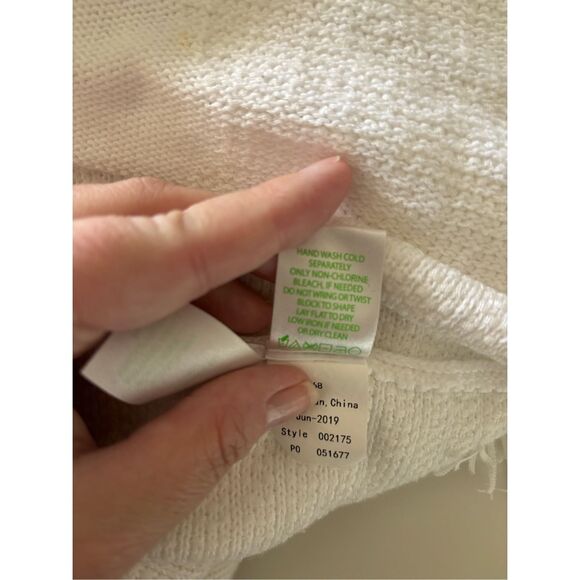 HAND WASH COLD
SEPARATELY
ONLY NON-CHLORINE
BLEACH, IF NEEDED
DO NOT WRING OR TWIST
BLOCK TO SHAPE
LAY FLAT TO DRY
LOW IRON IF NEEDED
OR DRY CLEAN
68
China
Jun-2019
Style 002175
PO 051677